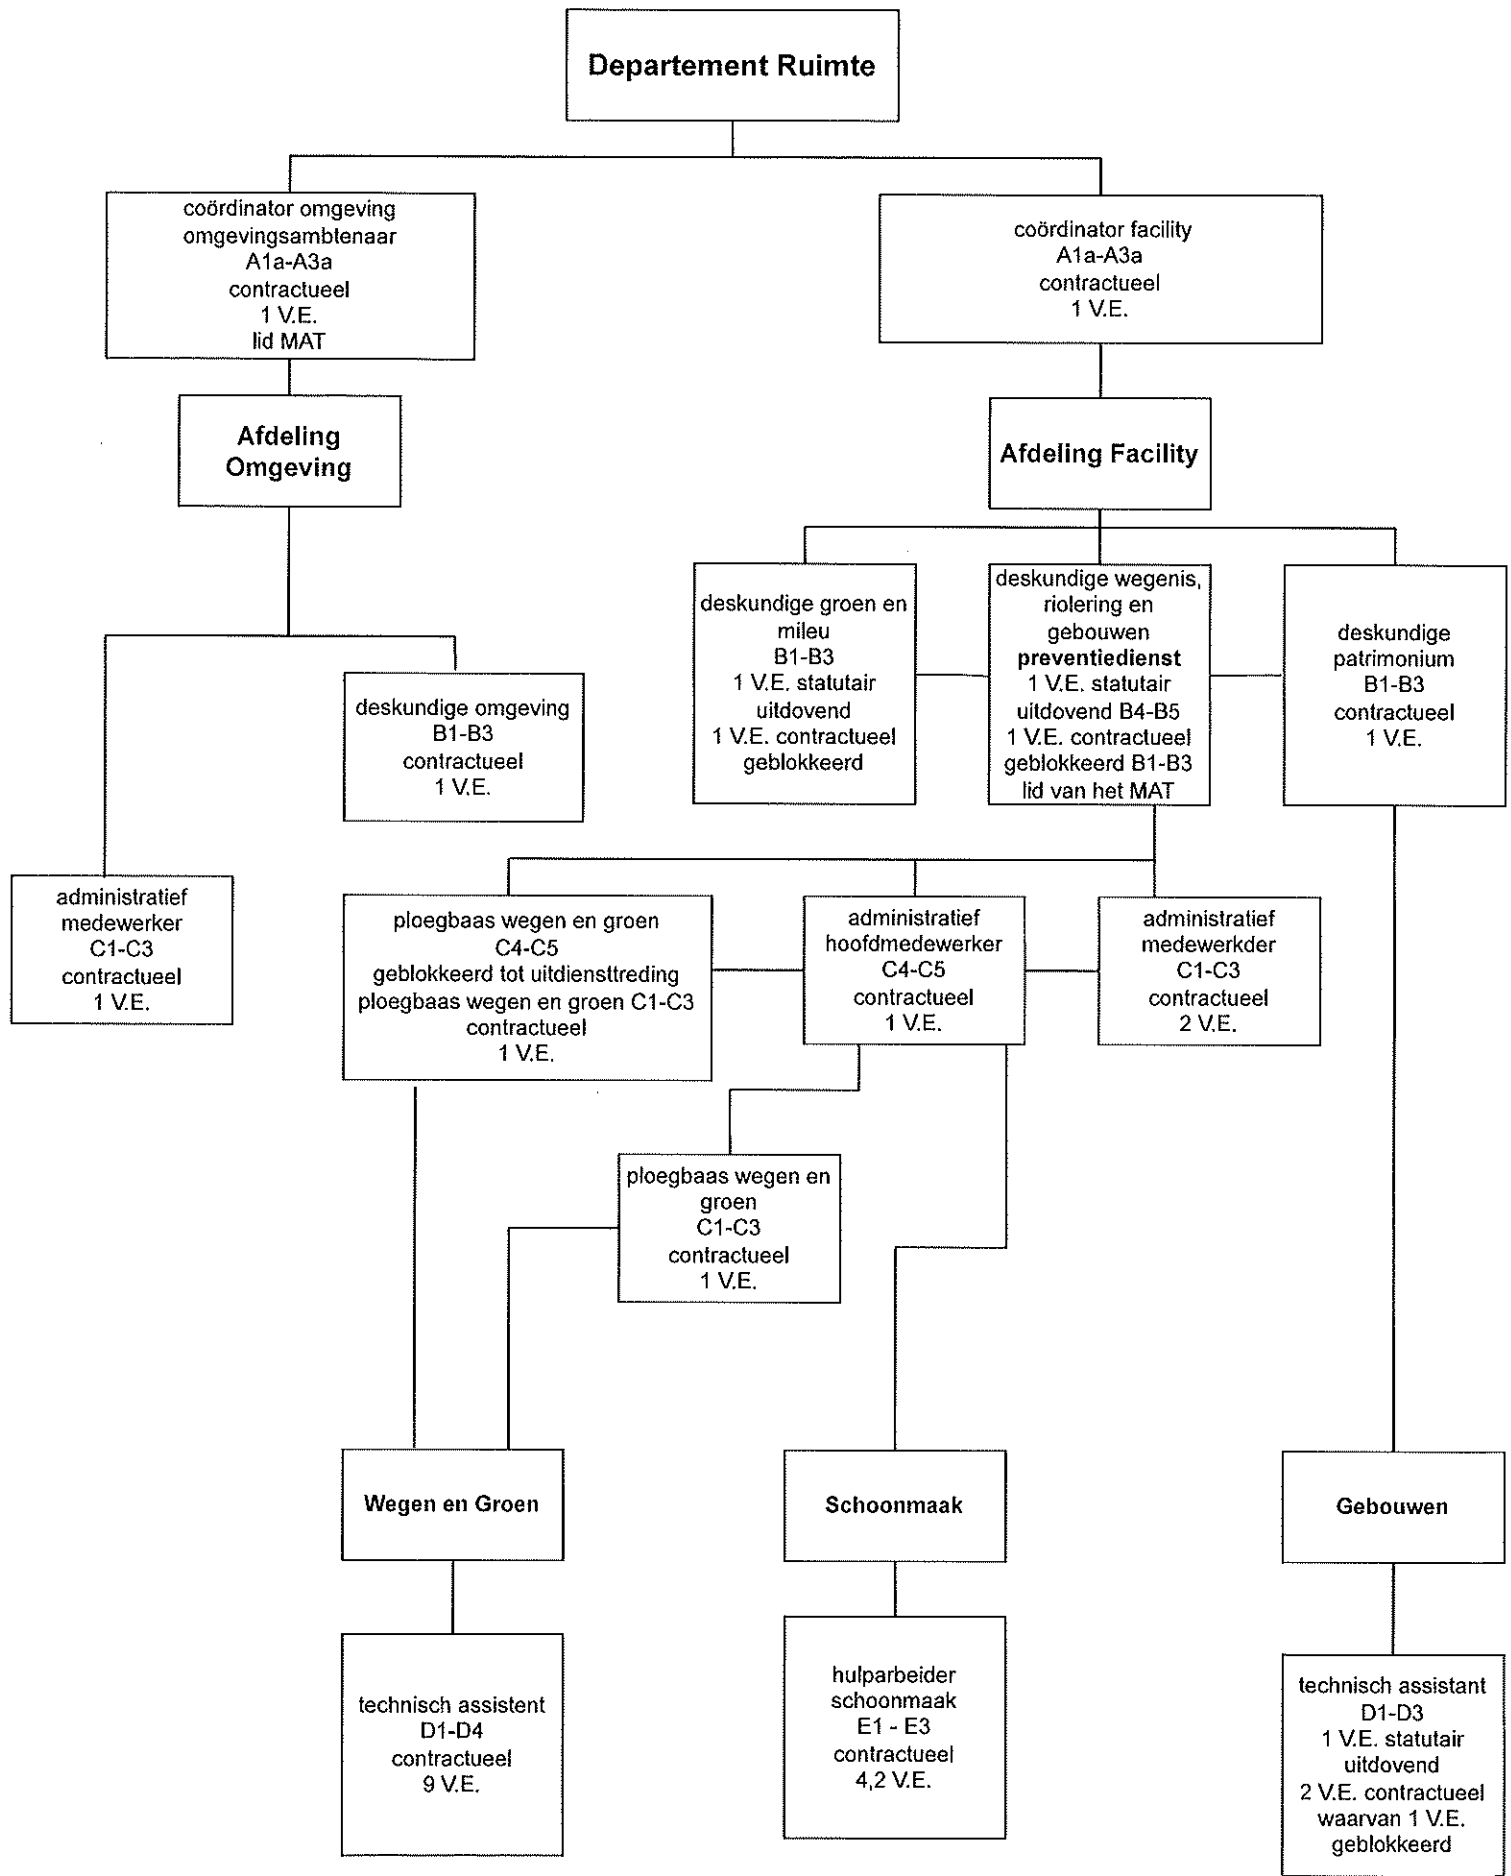 Departement Ruimte
coördinator omgeving
omgevingsambtenaar
A1a-A3a
contractueel
1 V.E.
lid MAT
coördinator facility
A1a-A3a
contractueel
1 V.E.
Afdeling
Omgeving
Afdeling Facility
deskundige groen en
mileu
B1-B3
1 V.E. statutair
uitdovend
1 V.E. contractueel
geblokkeerd
deskundige wegenis,
riolering en
gebouwen
preventiedienst
1 V.E. statutair
uitdovend B4-B5
1 V.E. contractueel
geblokkeerd B1-B3
lid van het MAT
deskundige
patrimonium
B1-B3
contractueel
1 V.E.
deskundige omgeving
B1-B3
contractueel
1 V.E.
administratief
medewerker
C1-C3
contractueel
1 V.E.
ploegbaas wegen en groen
C4-C5
geblokkeerd tot uitdiensttreding
ploegbaas wegen en groen C1-C3
contractueel
1 V.E.
administratief
hoofdmedewerker
C4-C5
contractueel
1 V.E.
administratief
medewerkder
C1-C3
contractueel
2 V.E.
ploegbaas wegen en
groen
C1-C3
contractueel
1 V.E.
Wegen en Groen
Schoonmaak
Gebouwen
technisch assistent
D1-D4
contractueel
9 V.E.
hulparbeider
schoonmaak
E1 - E3
contractueel
4,2 V.E.
technisch assistant
D1-D3
1 V.E. statutair
uitdovend
2 V.E. contractueel
waarvan 1 V.E.
geblokkeerd